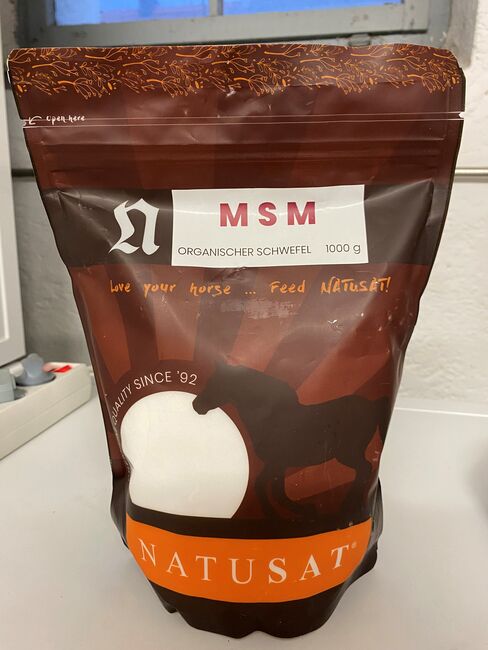 Open here
N
MSM
ORGANISCHER SCHWEFEL 1000 g
Love your horse ... Feed NATUSAT!
QUALITY SINCE '92
NATUSAT®